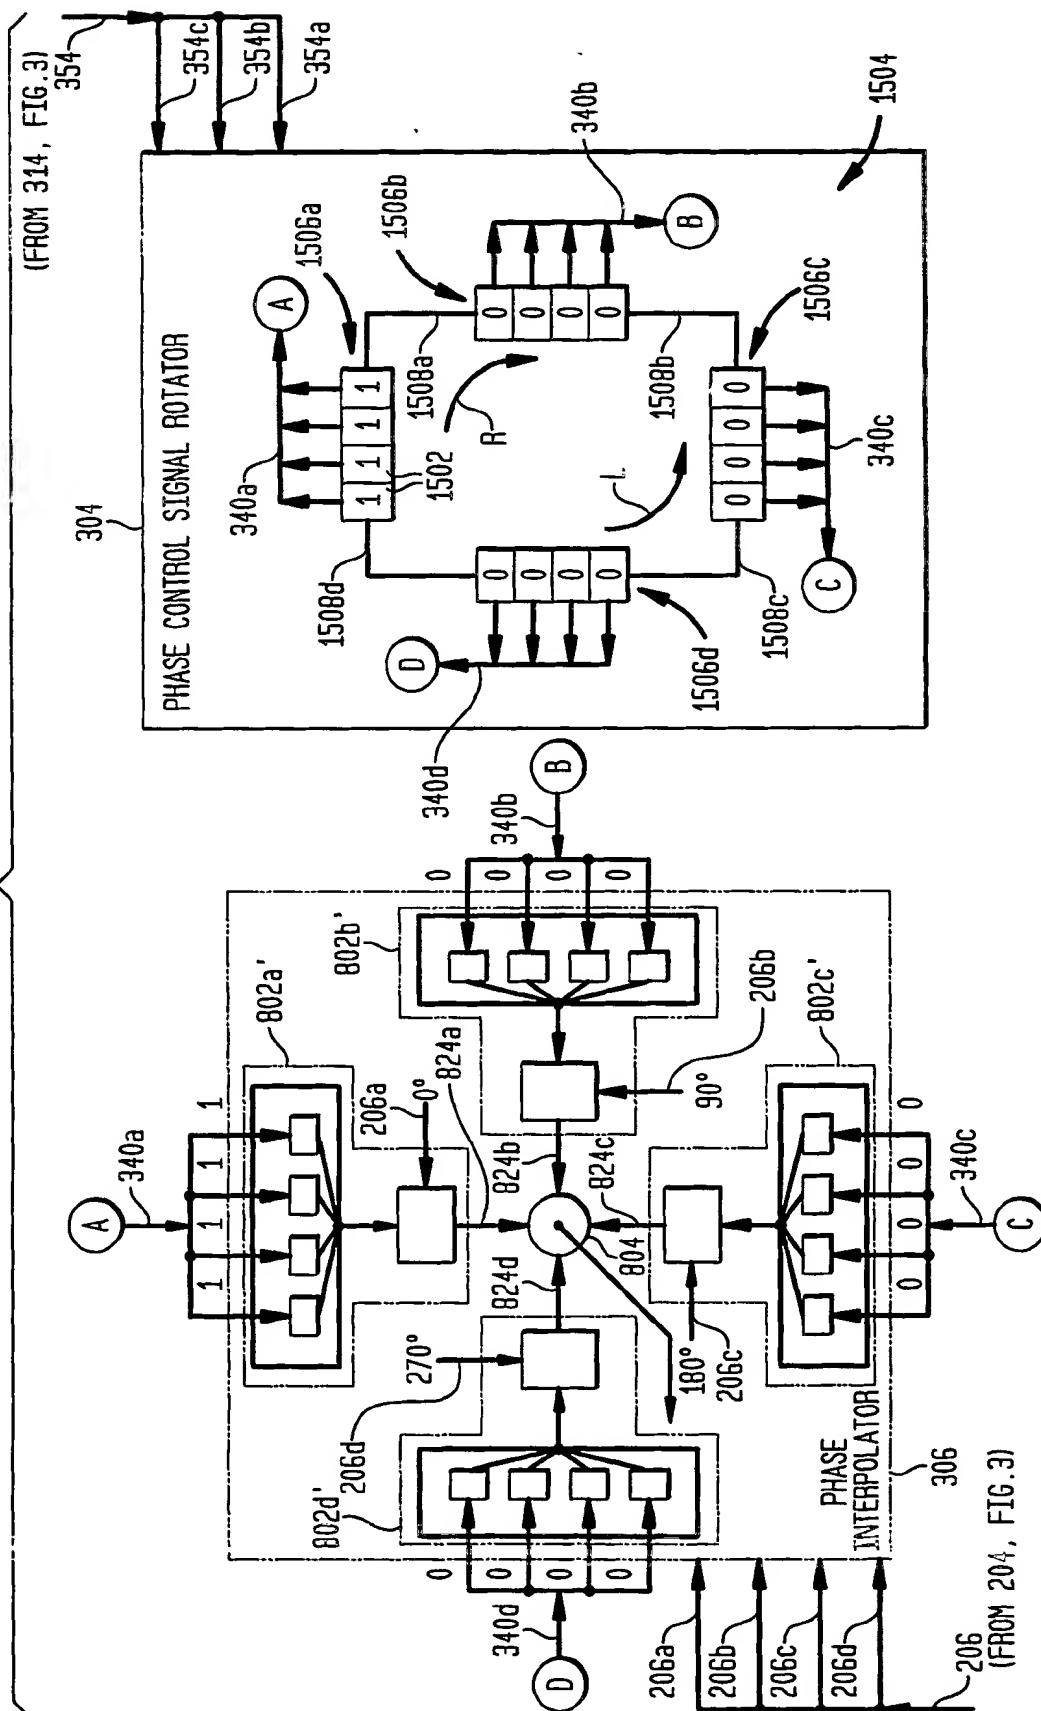 (FROM 314, FIG.3)
354
354c
354b
354a
304
PHASE CONTROL SIGNAL ROTATOR
340a
A
1506a
1 1 1 1
1502
1508d
1508a
R
1506b
340b
0
0
0
0
B
D
340d
0
0
0
0
L
1506d
1508c
1508b
1506C
0 0 0 0
340c
C
1504
A
340a
1 1 1 1
802a'
206a
0°
824a
802b'
0
0
0
0
340b
B
824b
206b
90°
804
824d
824c
270°
206d
802d'
0
0
0
0
340d
D
180°
206c
802c'
0 0 0 0
340c
C
PHASE
INTERPOLATOR
306
206a
206b
206c
206d
206
(FROM 204, FIG.3)